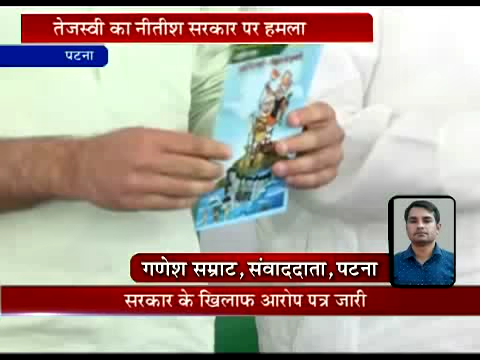 तेजस्वी का नीतीश सरकार पर हमला
पटना
गणेश सम्राट, संवाददाता, पटना
सरकार के खिलाफ आरोप पत्र जारी